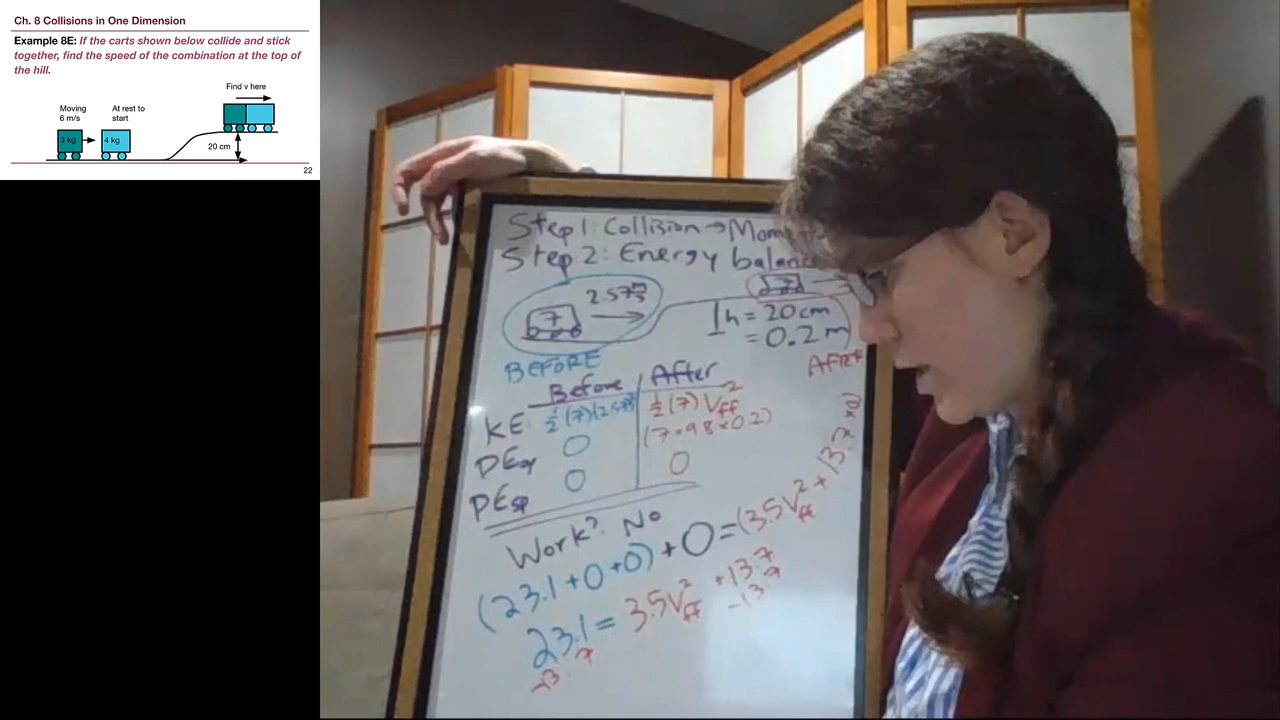 Ch. 8 Collisions in One Dimension
Example 8E: If the carts shown below collide and stick
together, find the speed of the combination at the top of
the hill.
Find v here
Moving
6 m/s
At rest to
start
3 kg
4 kg
20 cm
22
Step 1: Collision → Mom
Step 2: Energy balanc
7
2.57 m/s
7
h = 20 cm
= 0.2 m
BEFORE
AFTER
Before After
KE ½(7)(2.57)² ½(7)Vff²
PEgy 0 (7×9.8×0.2)
PEsp 0 0
Work? No
(23.1+0+0)+0=(3.5Vff²+13.7+0)
23.1 = 3.5Vff² +13.7
-13.7